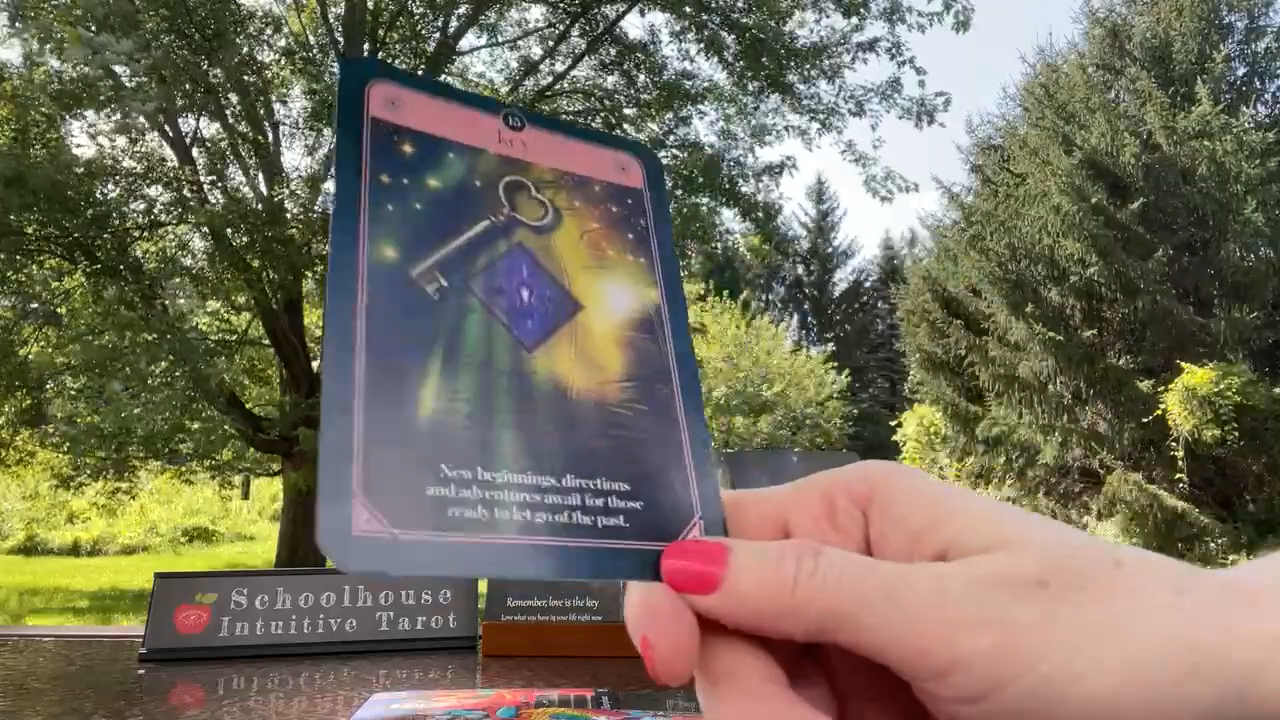 13
Key
New beginnings, directions
and adventures await for those
ready to let go of the past.
Schoolhouse
Intuitive Tarot
Remember, love is the key
Love what you have in your life right now